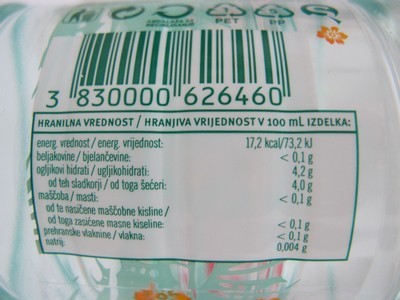 PET
PP
3 830000 626460
HRANILNA VREDNOST / HRANJIVA VRIJEDNOST V 100 mL IZDELKA:
energ. vrednost / energ. vrijednost: 17,2 kcal/73,2 kJ
beljakovine / bjelančevine: < 0,1 g
ogljikovi hidrati / ugljikohidrati: 4,2 g
od teh sladkorji / od toga šećeri: 4,0 g
maščoba / masti: < 0,1 g
od te nasičene maščobne kisline /
od toga zasićene masne kiseline: < 0,1 g
prehranske vlaknine / vlakna: < 0,1 g
natrij: 0,004 g